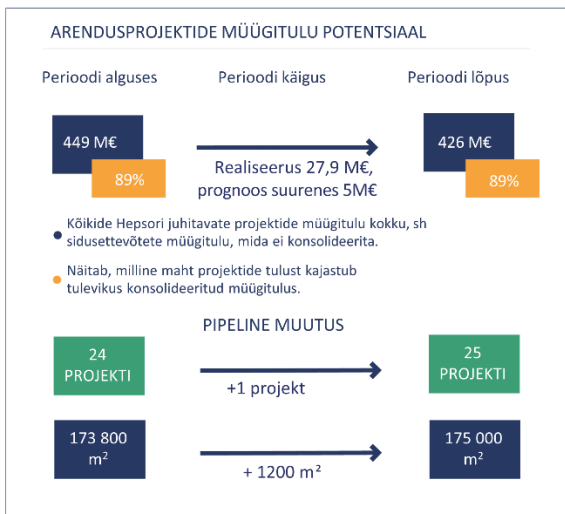 ARENDUSPROJEKTIDE MÜÜGITULU POTENTSIAAL
Perioodi alguses
Perioodi käigus
Perioodi lõpus
449 M€
89%
Realiseerus 27,9 M€,
prognoos suurenes 5M€
426 M€
89%
Kõikide Hepsori juhitavate projektide müügitulu kokku, sh
sidusettevõtete müügitulu, mida ei konsolideerita.
Näitab, milline maht projektide tulust kajastub
tulevikus konsolideeritud müügitulus.
PIPELINE MUUTUS
24
PROJEKTI
+1 projekt
25
PROJEKTI
173 800
m²
+ 1200 m²
175 000
m²